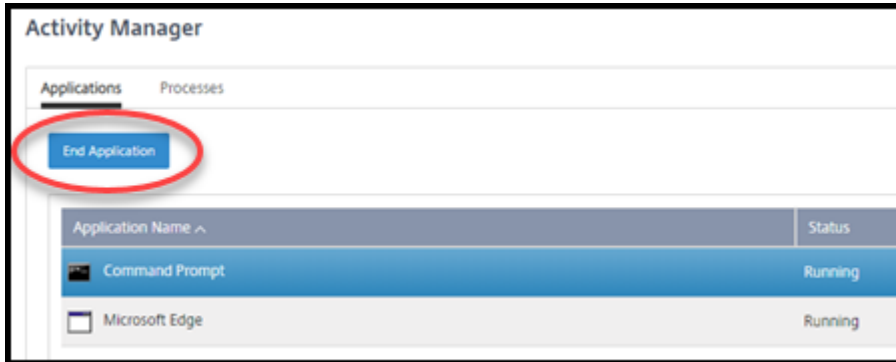 Activity Manager
Applications Processes
End Application
Application Name Status
Command Prompt Running
Microsoft Edge Running